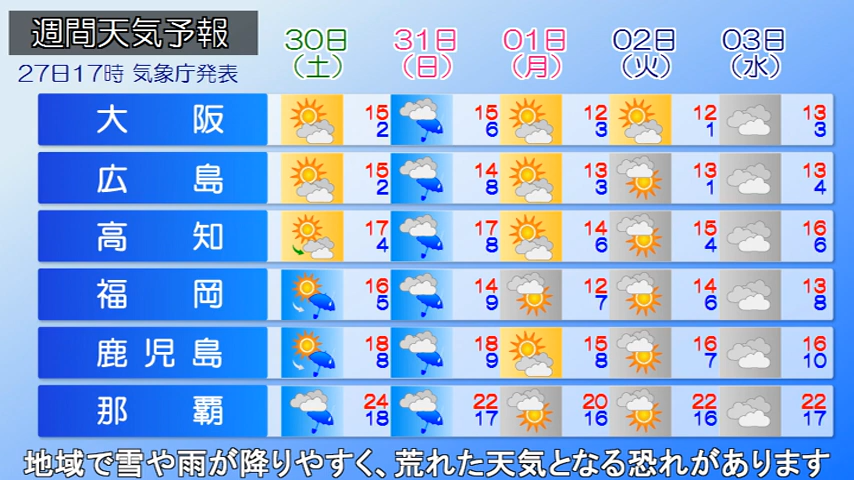 週間天気予報
27日17時 気象庁発表
30日 31日 01日 02日 03日
(土) (日) (月) (火) (水)
大阪 15 2 15 6 12 3 12 1 13 3
広島 15 2 14 8 13 3 13 1 13 4
高知 17 4 17 8 14 6 15 4 16 6
福岡 16 5 14 9 12 7 14 6 13 8
鹿児島 18 8 18 9 15 8 16 7 16 10
那覇 24 18 22 17 20 16 22 16 22 17
地域で雪や雨が降りやすく、荒れた天気となる恐れがあります